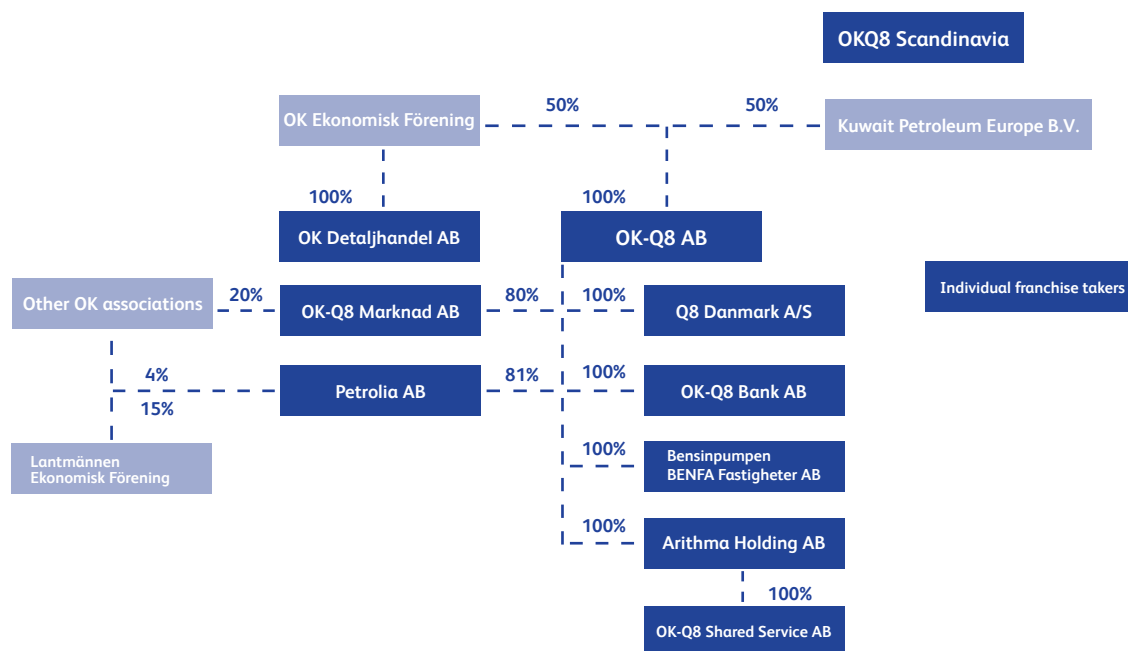 OKQ8 Scandinavia
OK Ekonomisk Förening
50%
50%
Kuwait Petroleum Europe B.V.
100%
100%
OK Detaljhandel AB
OK-Q8 AB
Other OK associations
20%
OK-Q8 Marknad AB
80%
100%
Q8 Danmark A/S
Individual franchise takers
4%
15%
Petrolia AB
81%
100%
OK-Q8 Bank AB
Lantmännen
Ekonomisk Förening
100%
Bensinpumpen
BENFA Fastigheter AB
100%
Arithma Holding AB
100%
OK-Q8 Shared Service AB